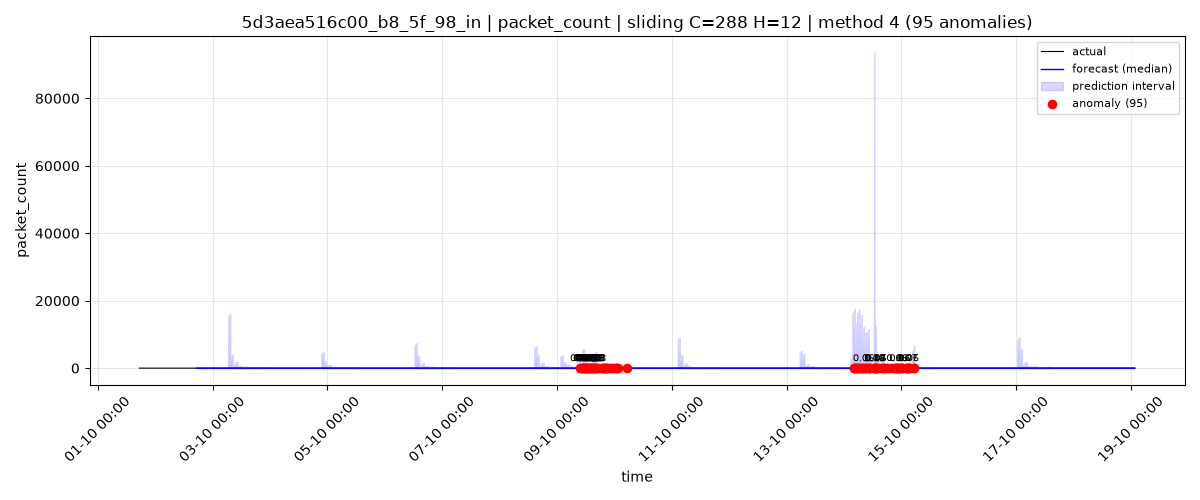 5d3aea516c00_b8_5f_98_in | packet_count | sliding C=288 H=12 | method 4 (95 anomalies)
actual
forecast (median)
prediction interval
anomaly (95)
packet_count
80000
60000
40000
20000
0
01-10 00:00
03-10 00:00
05-10 00:00
07-10 00:00
09-10 00:00
11-10 00:00
13-10 00:00
15-10 00:00
17-10 00:00
19-10 00:00
time